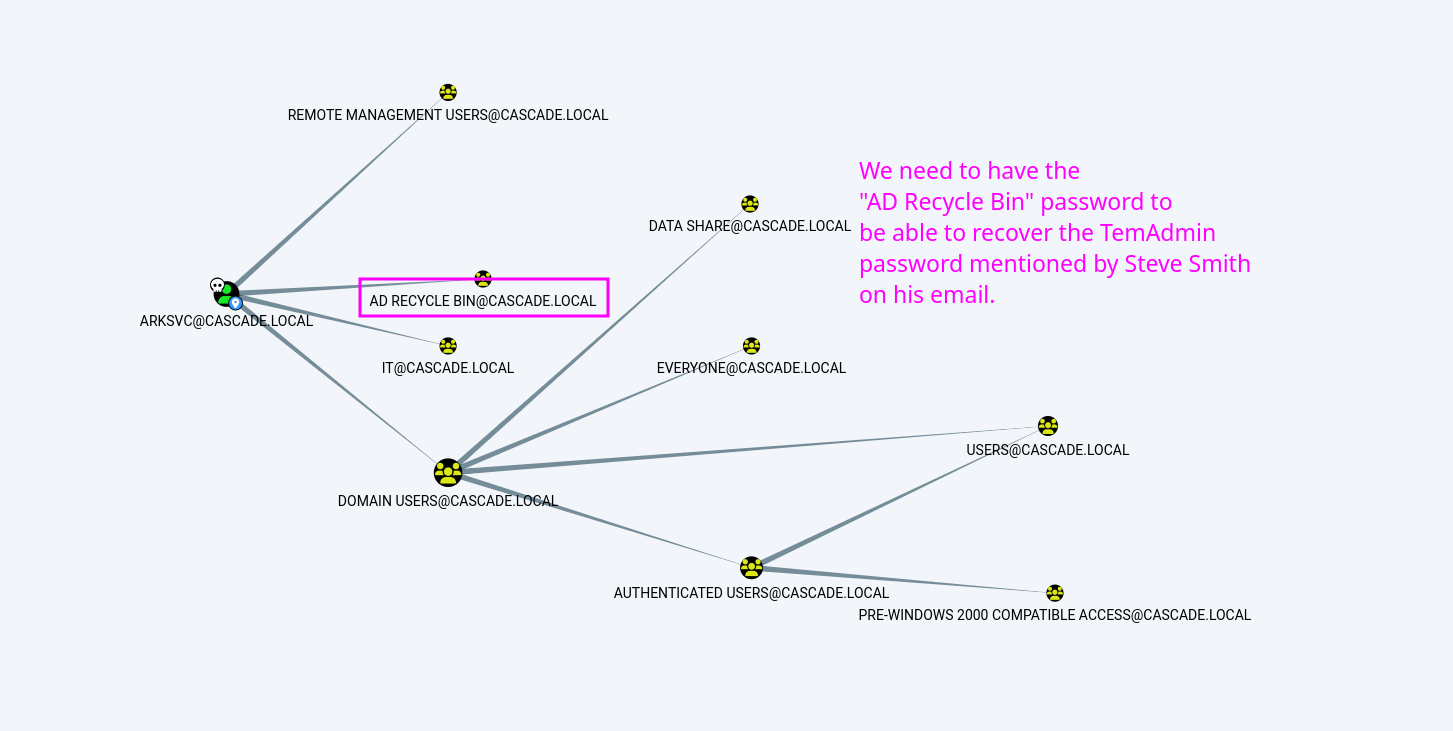 REMOTE MANAGEMENT USERS@CASCADE.LOCAL
We need to have the
"AD Recycle Bin" password to
be able to recover the TemAdmin
password mentioned by Steve Smith
on his email.
DATA SHARE@CASCADE.LOCAL
AD RECYCLE BIN@CASCADE.LOCAL
ARKSVC@CASCADE.LOCAL
IT@CASCADE.LOCAL
EVERYONE@CASCADE.LOCAL
USERS@CASCADE.LOCAL
DOMAIN USERS@CASCADE.LOCAL
AUTHENTICATED USERS@CASCADE.LOCAL
PRE-WINDOWS 2000 COMPATIBLE ACCESS@CASCADE.LOCAL